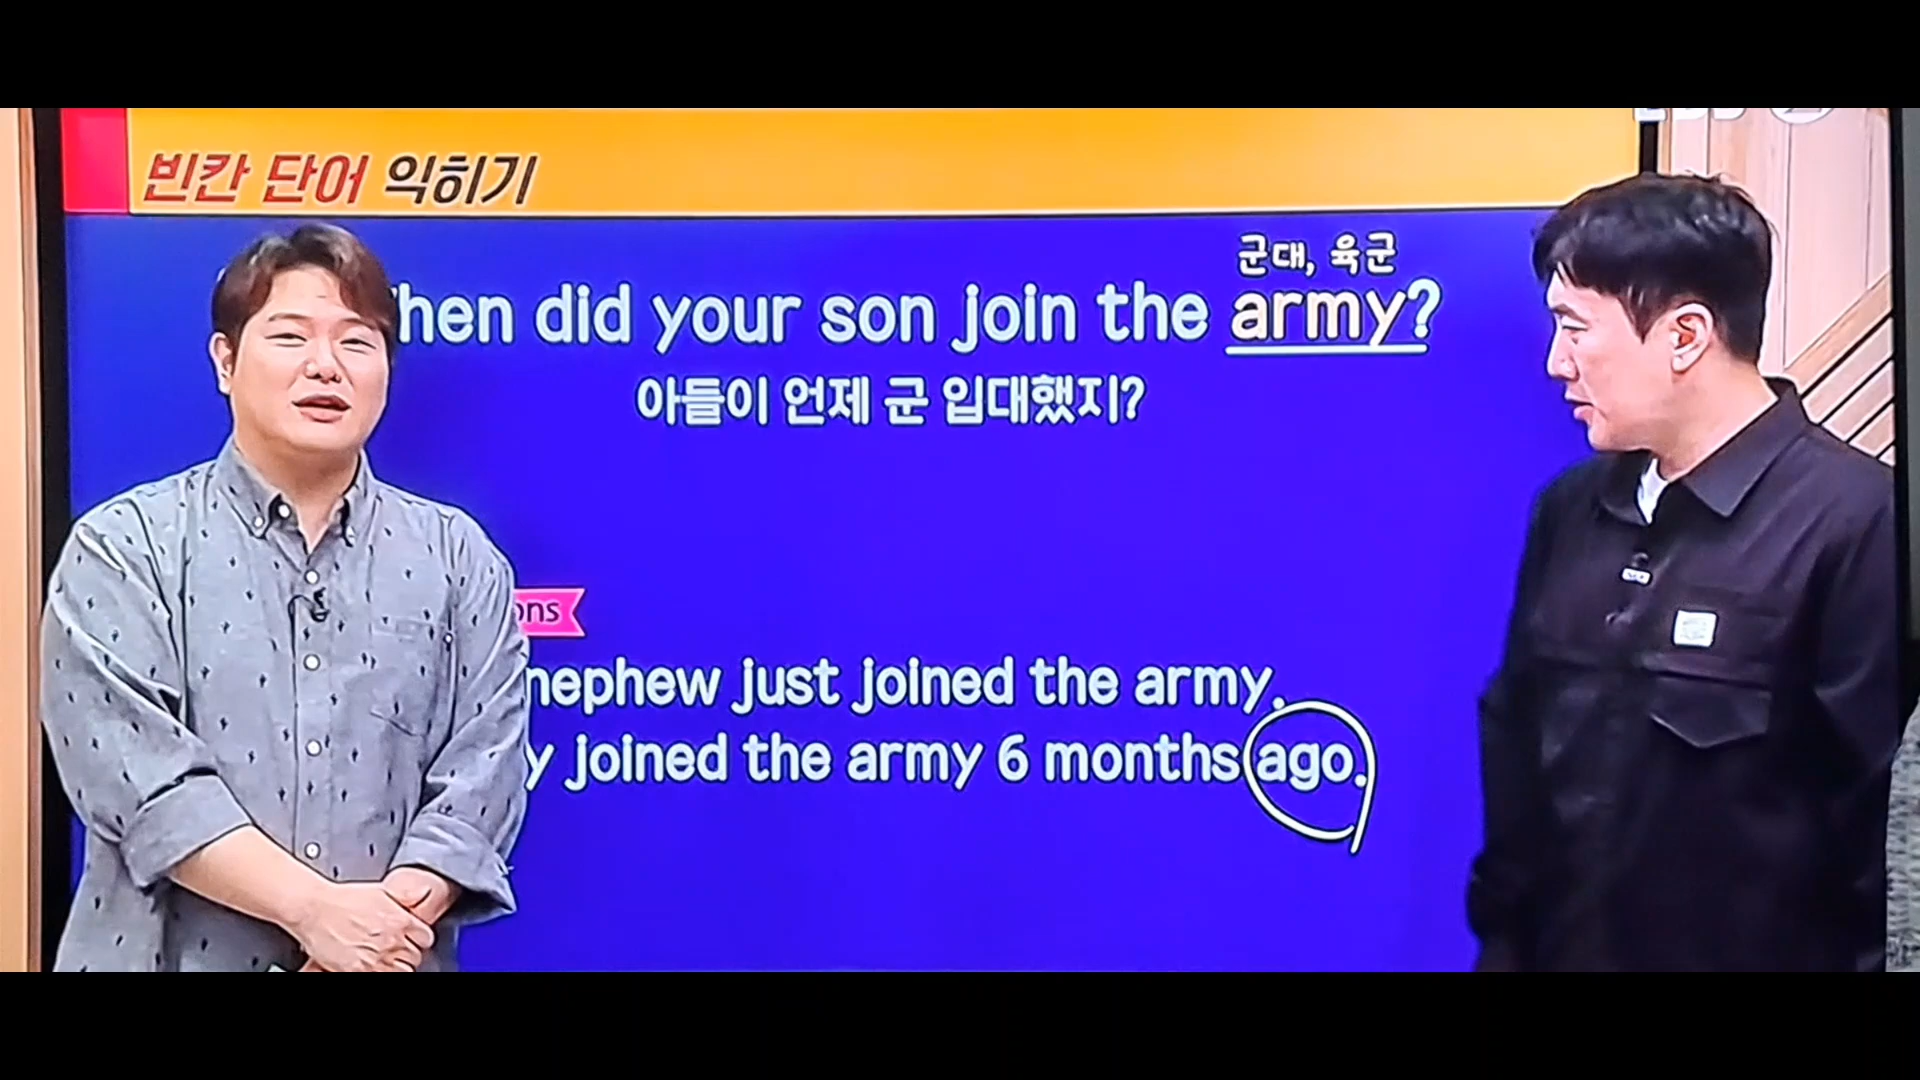 빈칸 단어 익히기
군대, 육군
did your son join the army?
아들이 언제 군 입대했지?
nephew just joined the army.
joined the army 6 months ago.